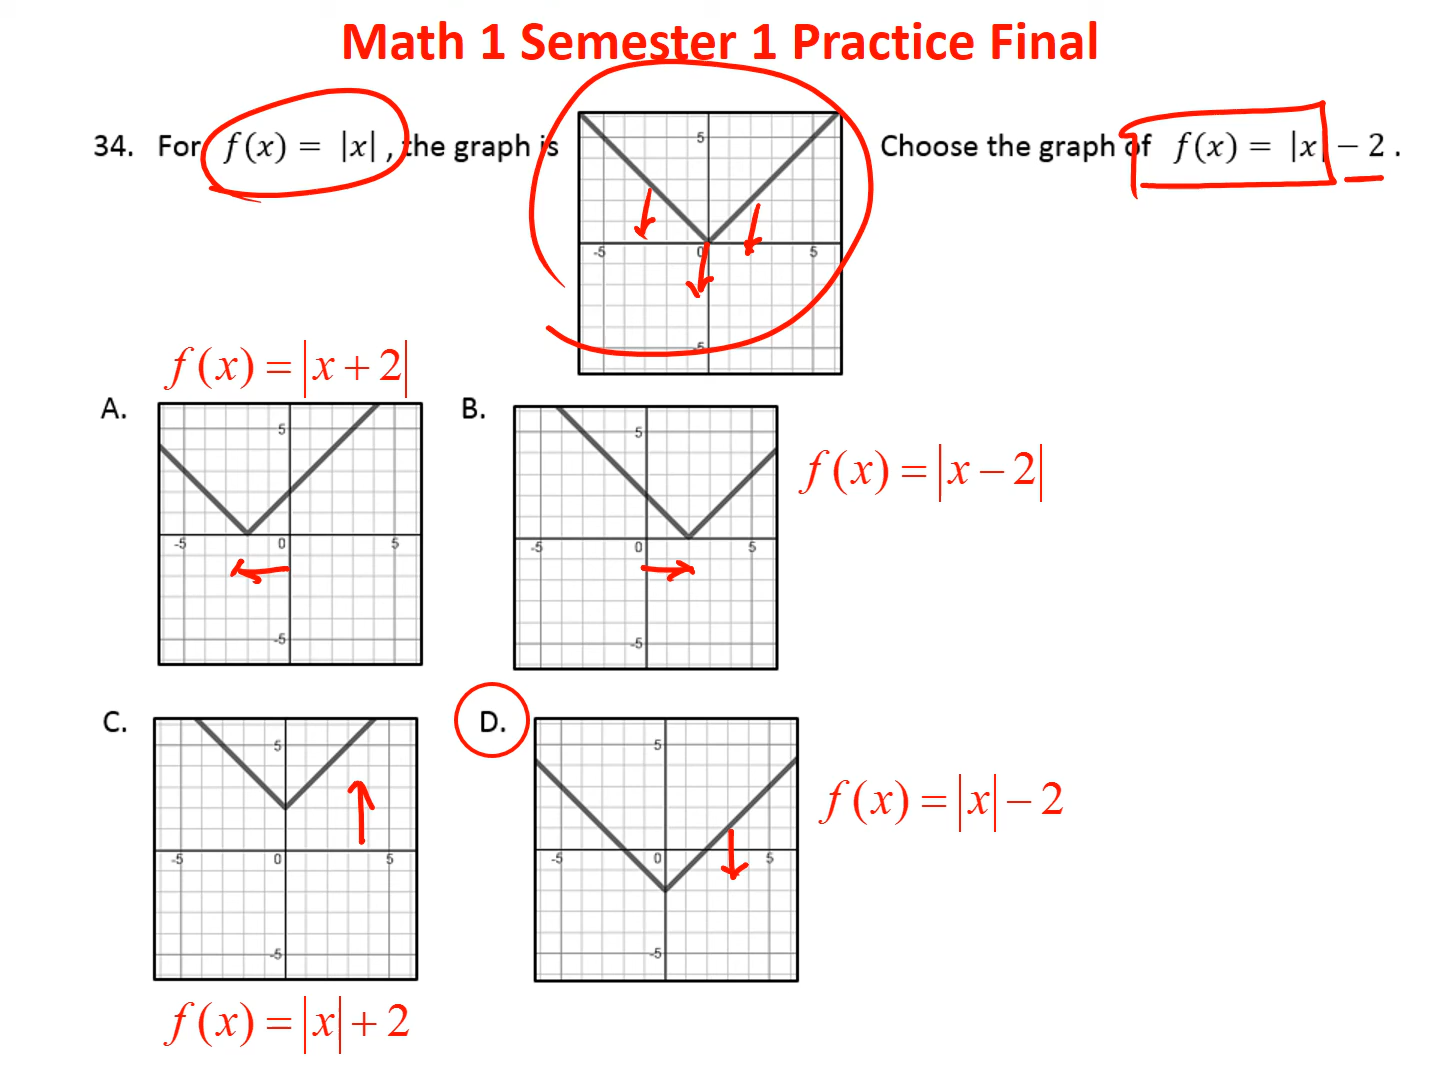 Math 1 Semester 1 Practice Final
34. For f(x) = |x| , the graph is
5
-5 0 5
-5
Choose the graph of f(x) = |x| − 2 .
f(x) = |x + 2|
A.
5
-5 0 5
-5
B.
5
-5 0 5
-5
f(x) = |x − 2|
C.
5
-5 0 5
-5
f(x) = |x| + 2
D.
5
-5 0 5
-5
f(x) = |x| − 2